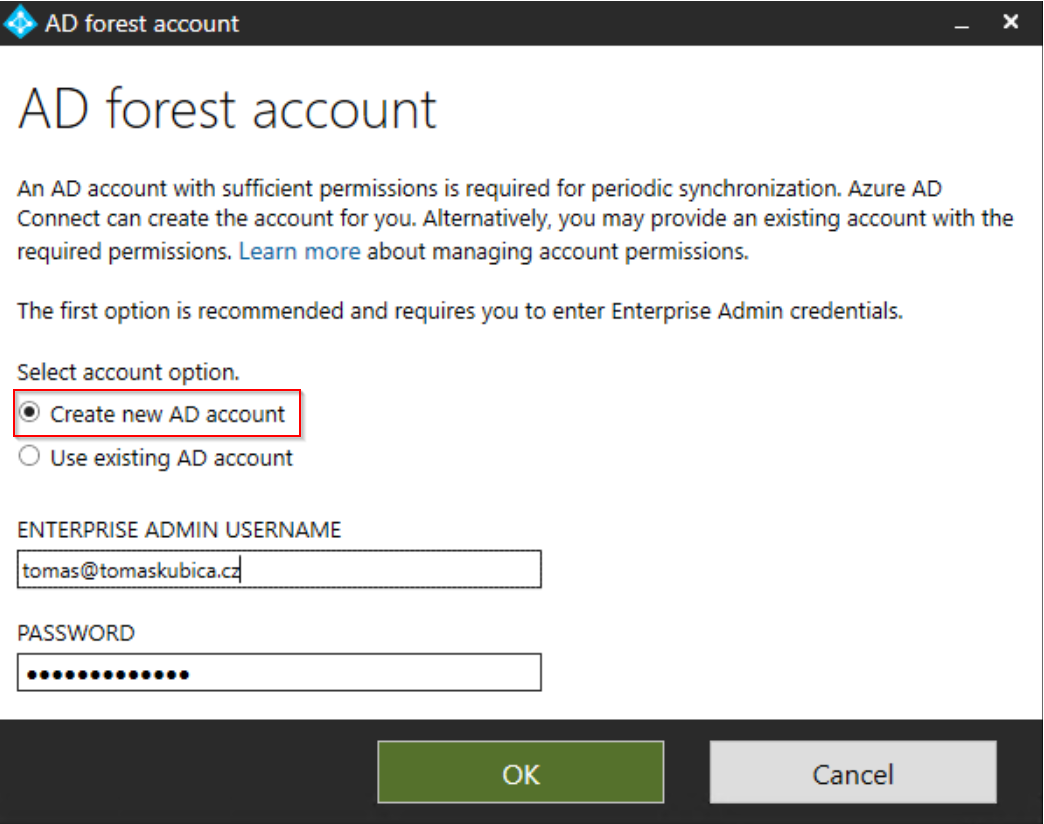 AD forest account
AD forest account
An AD account with sufficient permissions is required for periodic synchronization. Azure AD
Connect can create the account for you. Alternatively, you may provide an existing account with the
required permissions. Learn more about managing account permissions.
The first option is recommended and requires you to enter Enterprise Admin credentials.
Select account option.
Create new AD account
Use existing AD account
ENTERPRISE ADMIN USERNAME
tomas@tomaskubica.cz
PASSWORD
●●●●●●●●●●●●●
OK
Cancel